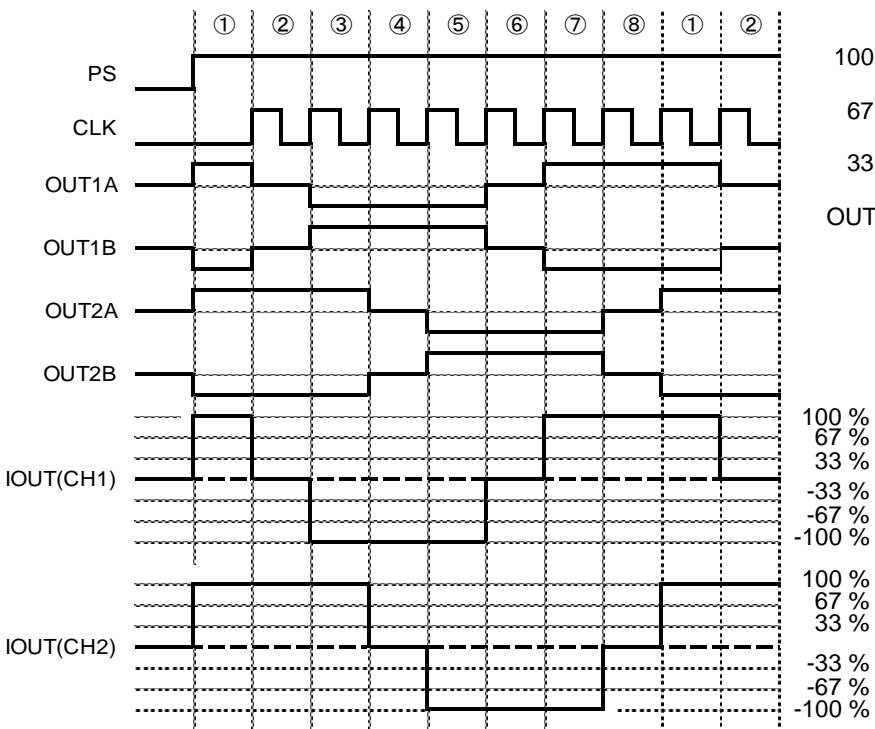 ① ② ③ ④ ⑤ ⑥ ⑦ ⑧ ① ②
PS
100
CLK
67
OUT1A
33
OUT
OUT1B
OUT2A
OUT2B
IOUT(CH1)
100 %
67 %
33 %
-33 %
-67 %
-100 %
IOUT(CH2)
100 %
67 %
33 %
-33 %
-67 %
-100 %